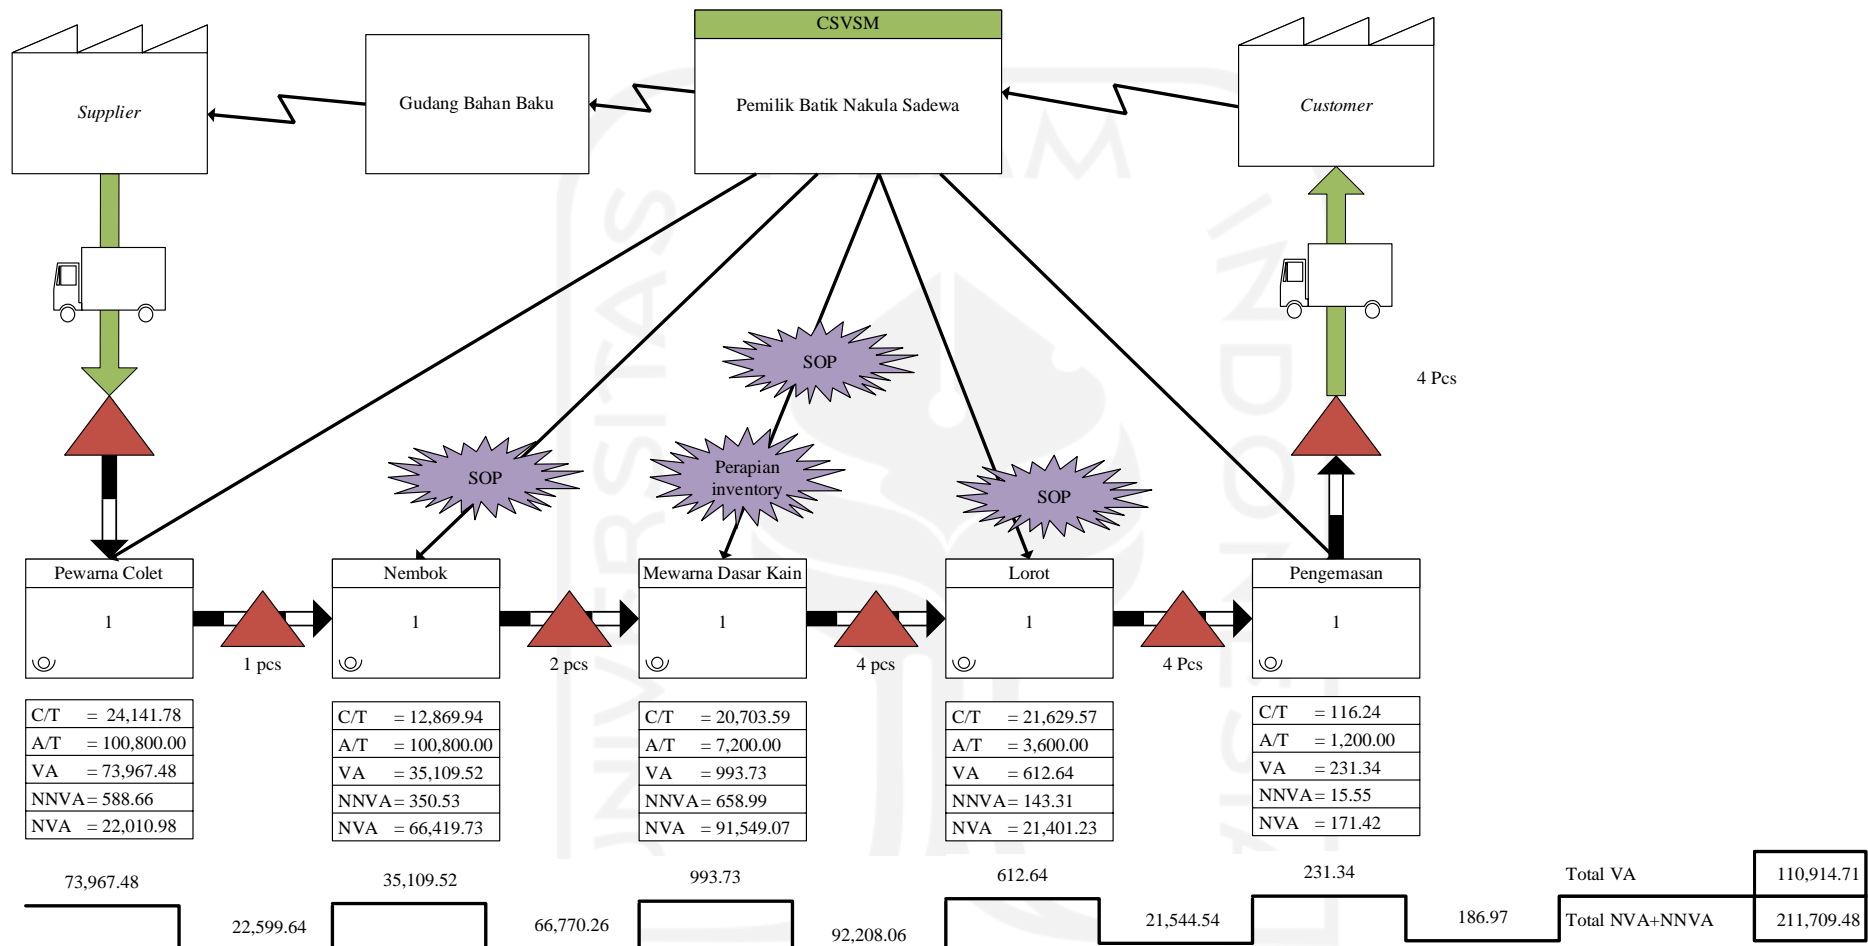 CSVSM
Supplier
Gudang Bahan Baku
Pemilik Batik Nakula Sadewa
Customer
SOP
4 Pcs
SOP
Perapian
inventory
SOP
Pewarna Colet
1
Nembok
1
Mewarna Dasar Kain
1
Lorot
1
Pengemasan
1
1 pcs
2 pcs
4 pcs
4 Pcs
C/T = 24,141.78
A/T = 100,800.00
VA = 73,967.48
NNVA = 588.66
NVA = 22,010.98
C/T = 12,869.94
A/T = 100,800.00
VA = 35,109.52
NNVA = 350.53
NVA = 66,419.73
C/T = 20,703.59
A/T = 7,200.00
VA = 993.73
NNVA = 658.99
NVA = 91,549.07
C/T = 21,629.57
A/T = 3,600.00
VA = 612.64
NNVA = 143.31
NVA = 21,401.23
C/T = 116.24
A/T = 1,200.00
VA = 231.34
NNVA = 15.55
NVA = 171.42
73,967.48
35,109.52
993.73
612.64
231.34
Total VA 110,914.71
22,599.64
66,770.26
92,208.06
21,544.54
186.97
Total NVA+NNVA 211,709.48
UNIVERSITAS